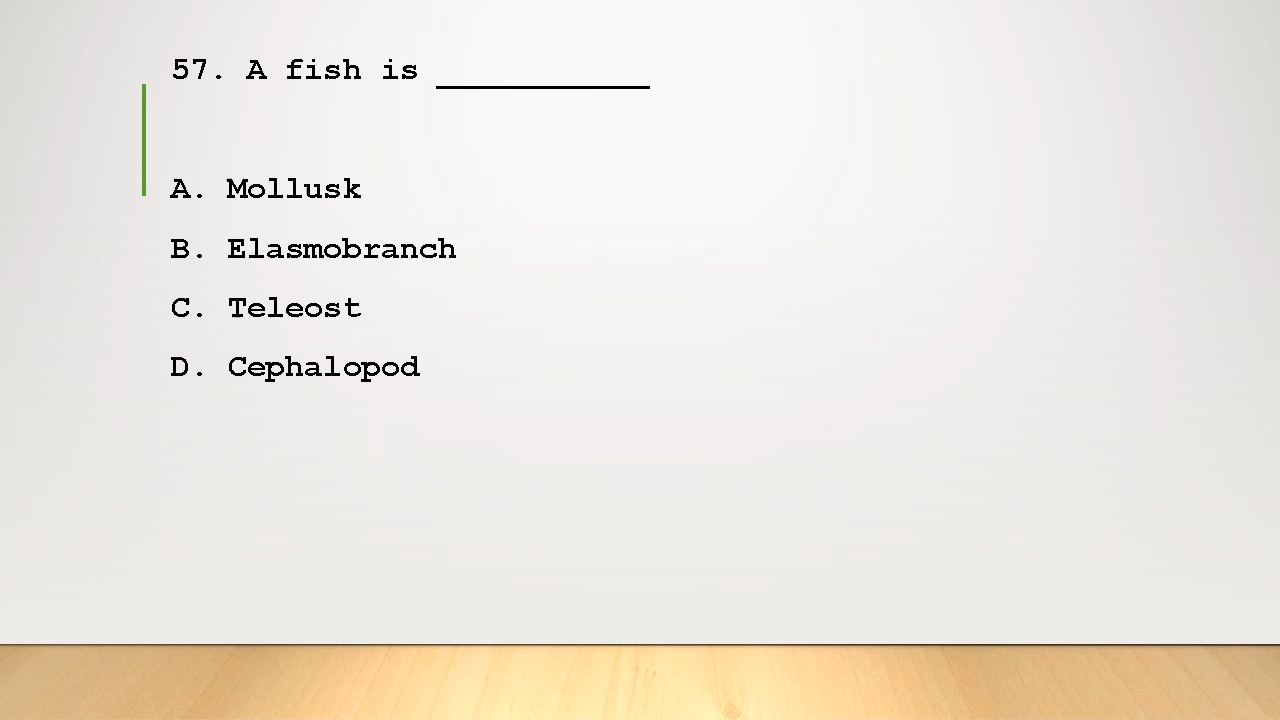 57. A fish is ___________
A. Mollusk
B. Elasmobranch
C. Teleost
D. Cephalopod